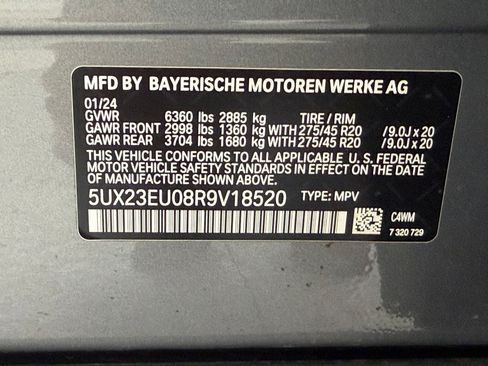 MFD BY BAYERISCHE MOTOREN WERKE AG
01/24
GVWR 6360 lbs 2885 kg TIRE / RIM
GAWR FRONT 2998 lbs 1360 kg WITH 275/45 R20 /9.0J x 20
GAWR REAR 3704 lbs 1680 kg WITH 275/45 R20 /9.0J x 20
THIS VEHICLE CONFORMS TO ALL APPLICABLE U. S. FEDERAL
MOTOR VEHICLE SAFETY STANDARDS IN EFFECT ON THE DATE OF
MANUFACTURE SHOWN ABOVE.
5UX23EU08R9V18520 TYPE: MPV
C4WM
7 320 729